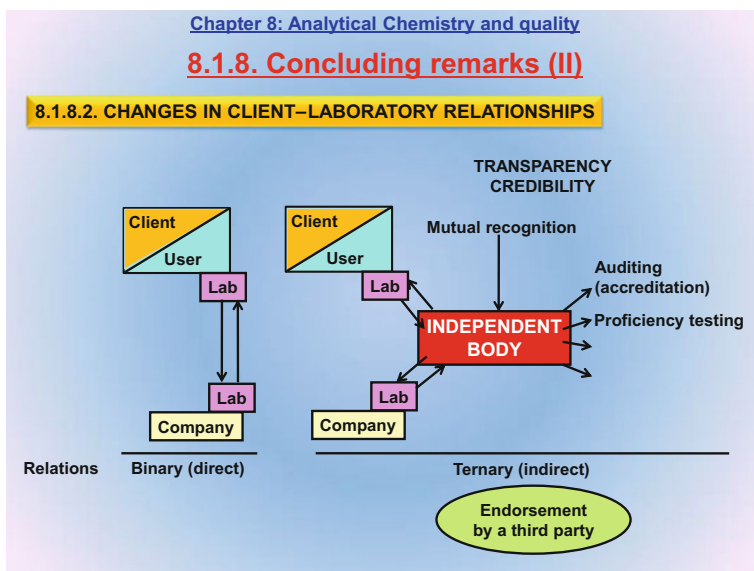 Chapter 8: Analytical Chemistry and quality
8.1.8. Concluding remarks (II)
8.1.8.2. CHANGES IN CLIENT–LABORATORY RELATIONSHIPS
Client
User
Lab
Lab
Company
TRANSPARENCY
CREDIBILITY
Client
User
Lab
Mutual recognition
Auditing
(accreditation)
Proficiency testing
INDEPENDENT
BODY
Lab
Company
Relations
Binary (direct)
Ternary (indirect)
Endorsement
by a third party